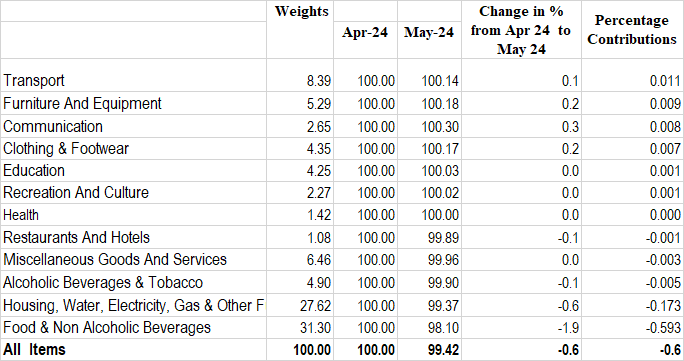 Weights Apr-24 May-24 Change in % from Apr 24 to May 24 Percentage Contributions
Transport 8.39 100.00 100.14 0.1 0.011
Furniture And Equipment 5.29 100.00 100.18 0.2 0.009
Communication 2.65 100.00 100.30 0.3 0.008
Clothing & Footwear 4.35 100.00 100.17 0.2 0.007
Education 4.25 100.00 100.03 0.0 0.001
Recreation And Culture 2.27 100.00 100.02 0.0 0.001
Health 1.42 100.00 100.00 0.0 0.000
Restaurants And Hotels 1.08 100.00 99.89 -0.1 -0.001
Miscellaneous Goods And Services 6.46 100.00 99.96 0.0 -0.003
Alcoholic Beverages & Tobacco 4.90 100.00 99.90 -0.1 -0.005
Housing, Water, Electricity, Gas & Other F 27.62 100.00 99.37 -0.6 -0.173
Food & Non Alcoholic Beverages 31.30 100.00 98.10 -1.9 -0.593
All Items 100.00 100.00 99.42 -0.6 -0.6